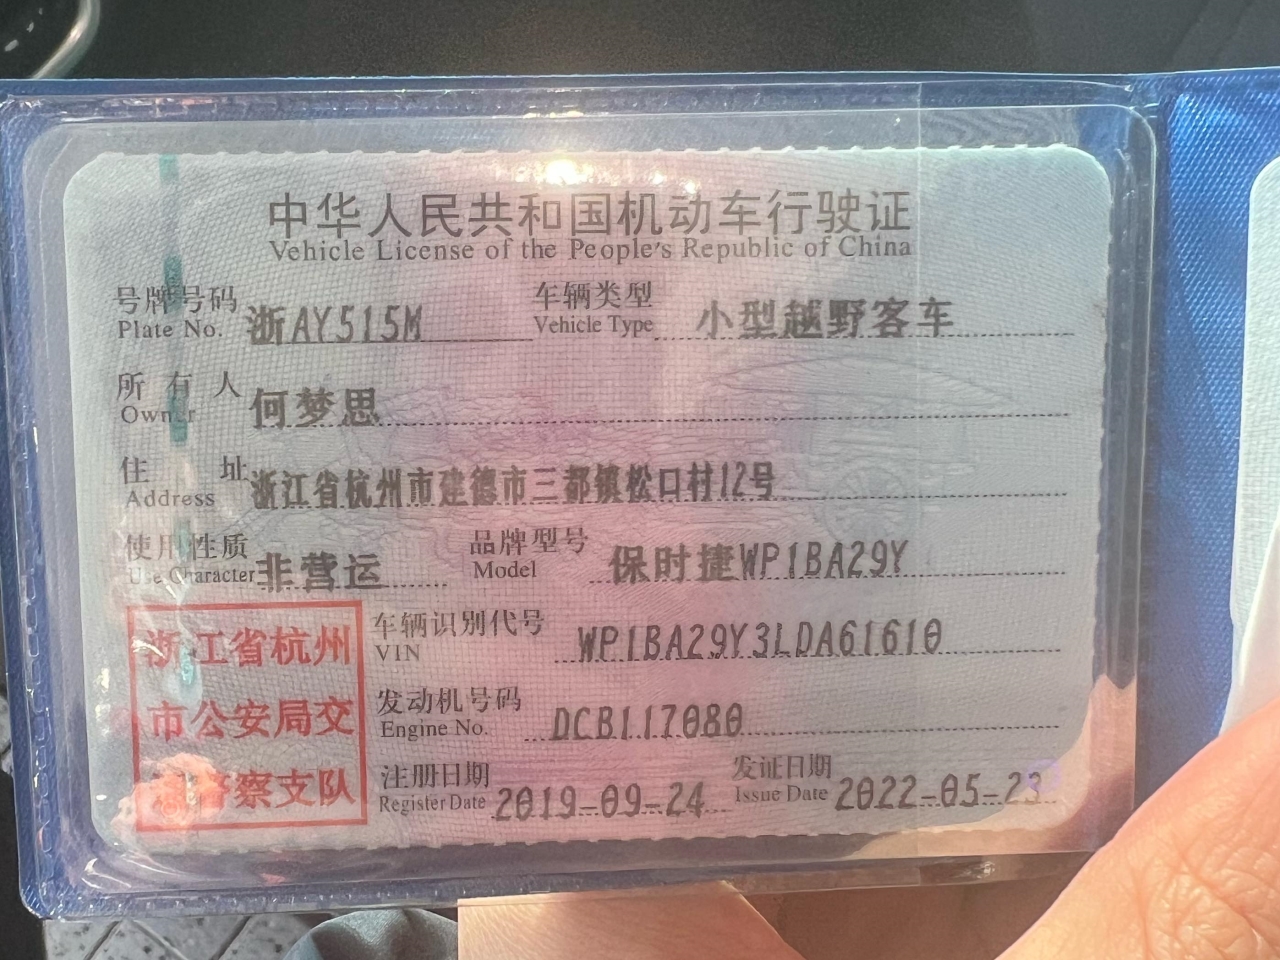 中华人民共和国机动车行驶证
Vehicle License of the People's Republic of China
号牌号码 浙AY515M 车辆类型 小型越野客车
Plate No. Vehicle Type
所有人 何梦思
Owner
住址 浙江省杭州市建德市三都镇松口村12号
Address
使用性质 非营运 品牌型号 保时捷WP1BA29Y
Use Character Model
浙江省杭州 车辆识别代号 WP1BA29Y3LDA61610
VIN
市公安局交 发动机号码 DCB117080
Engine No.
警察支队 注册日期 2019-09-24 发证日期 2022-05-23
Register Date Issue Date